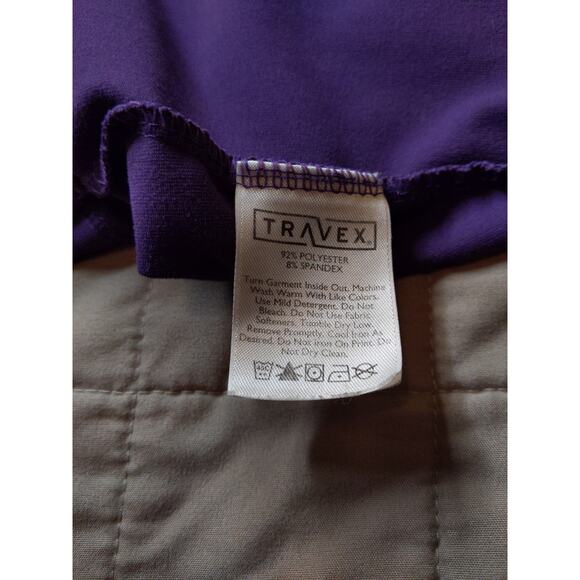 TRAVEX®
92% POLYESTER
8% SPANDEX
Turn Garment Inside Out. Machine
Wash Warm With Like Colors.
Use Mild Detergent. Do Not
Bleach. Do Not Use Fabric
Softeners. Tumble Dry Low.
Remove Promptly. Cool Iron As
Desired. Do Not Iron on Print. Do
Not Dry Clean.
40C